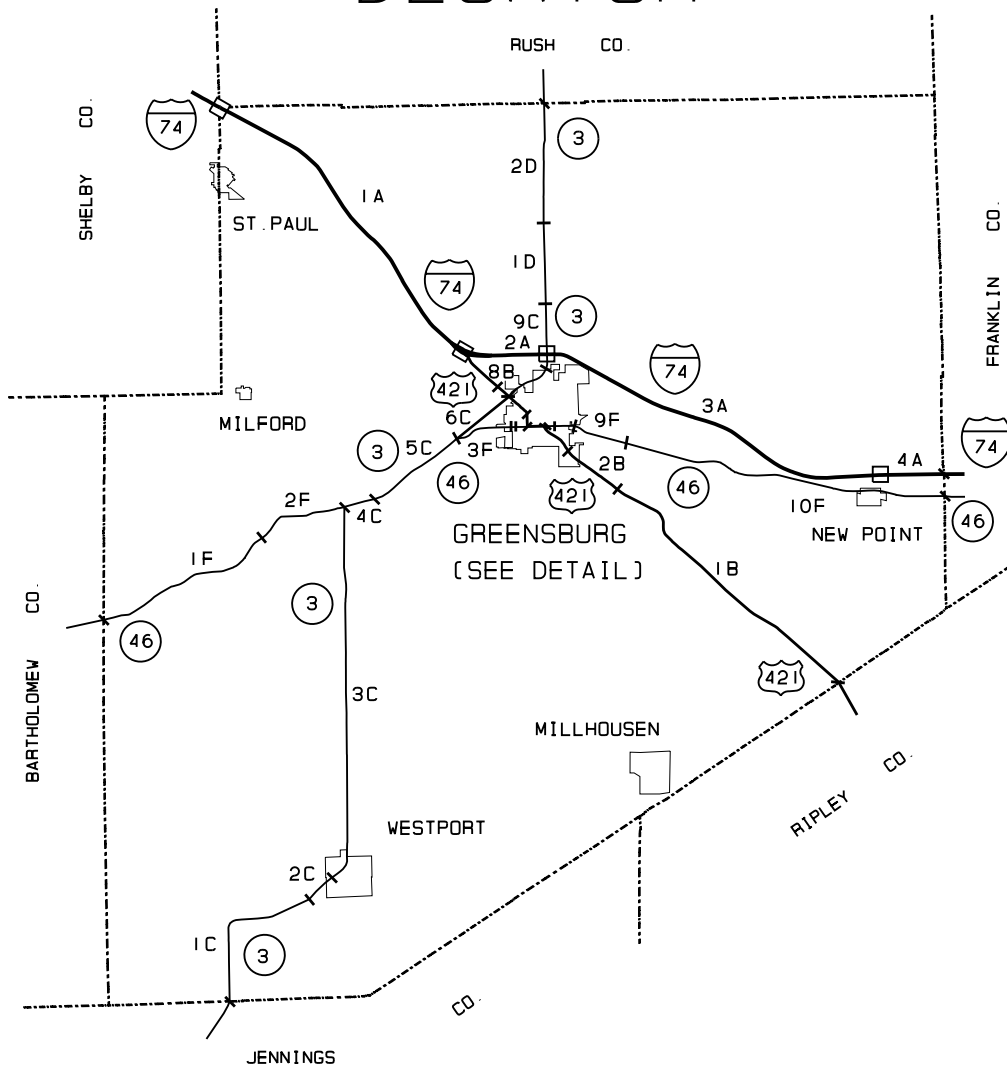 RUSH CO.
SHELBY CO.
74
3
2D
1A
ST.PAUL
FRANKLIN CO.
1D
74
9C
3
2A
74
8B
421
3A
MILFORD
6C
9F
74
5C
3
3F
2B
4A
46
421
46
2F
4C
10F
46
GREENSBURG
NEW POINT
(SEE DETAIL)
1F
1B
3
46
BARTHOLOMEW CO.
421
3C
MILLHOUSEN
RIPLEY CO.
WESTPORT
2C
1C
3
JENNINGS CO.